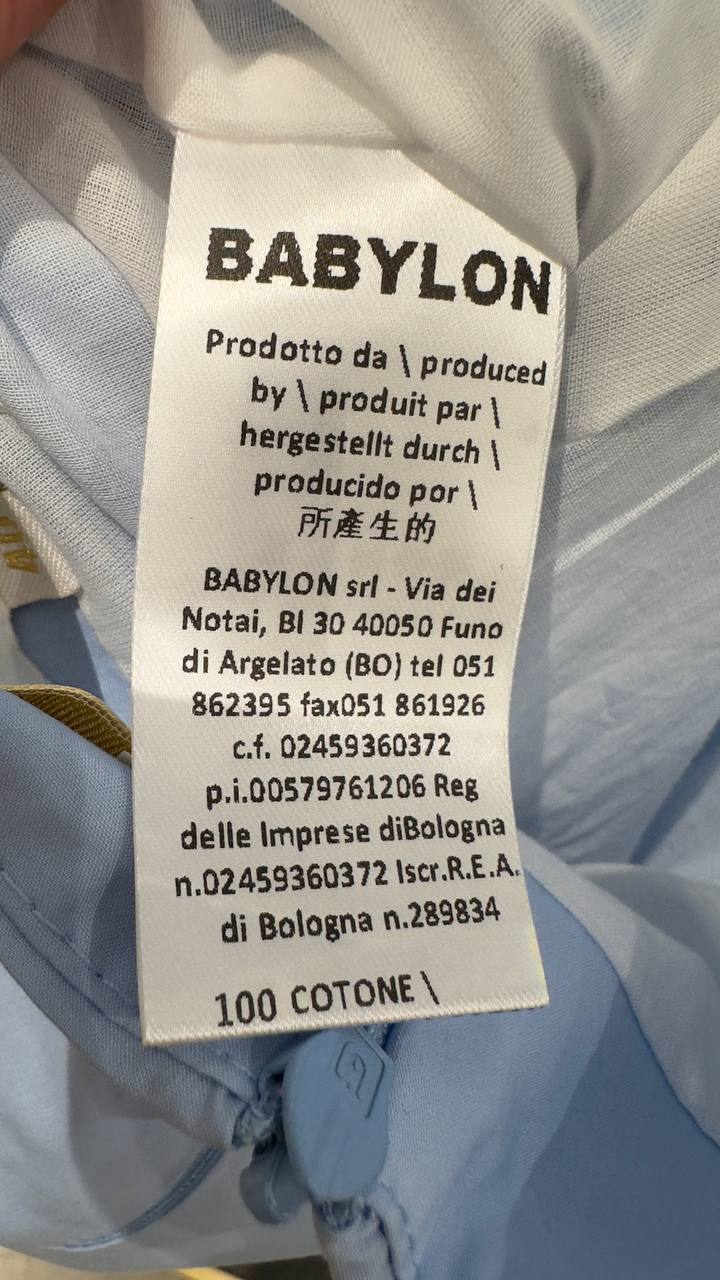 BABYLON
Prodotto da \ produced
by \ produit par \
hergestellt durch \
producido por \
所產生的
BABYLON srl - Via dei
Notai, Bl 30 40050 Funo
di Argelato (BO) tel 051
862395 fax051 861926
c.f. 02459360372
p.i.00579761206 Reg
delle Imprese diBologna
n.02459360372 Iscr.R.E.A.
di Bologna n.289834
100 COTONE \